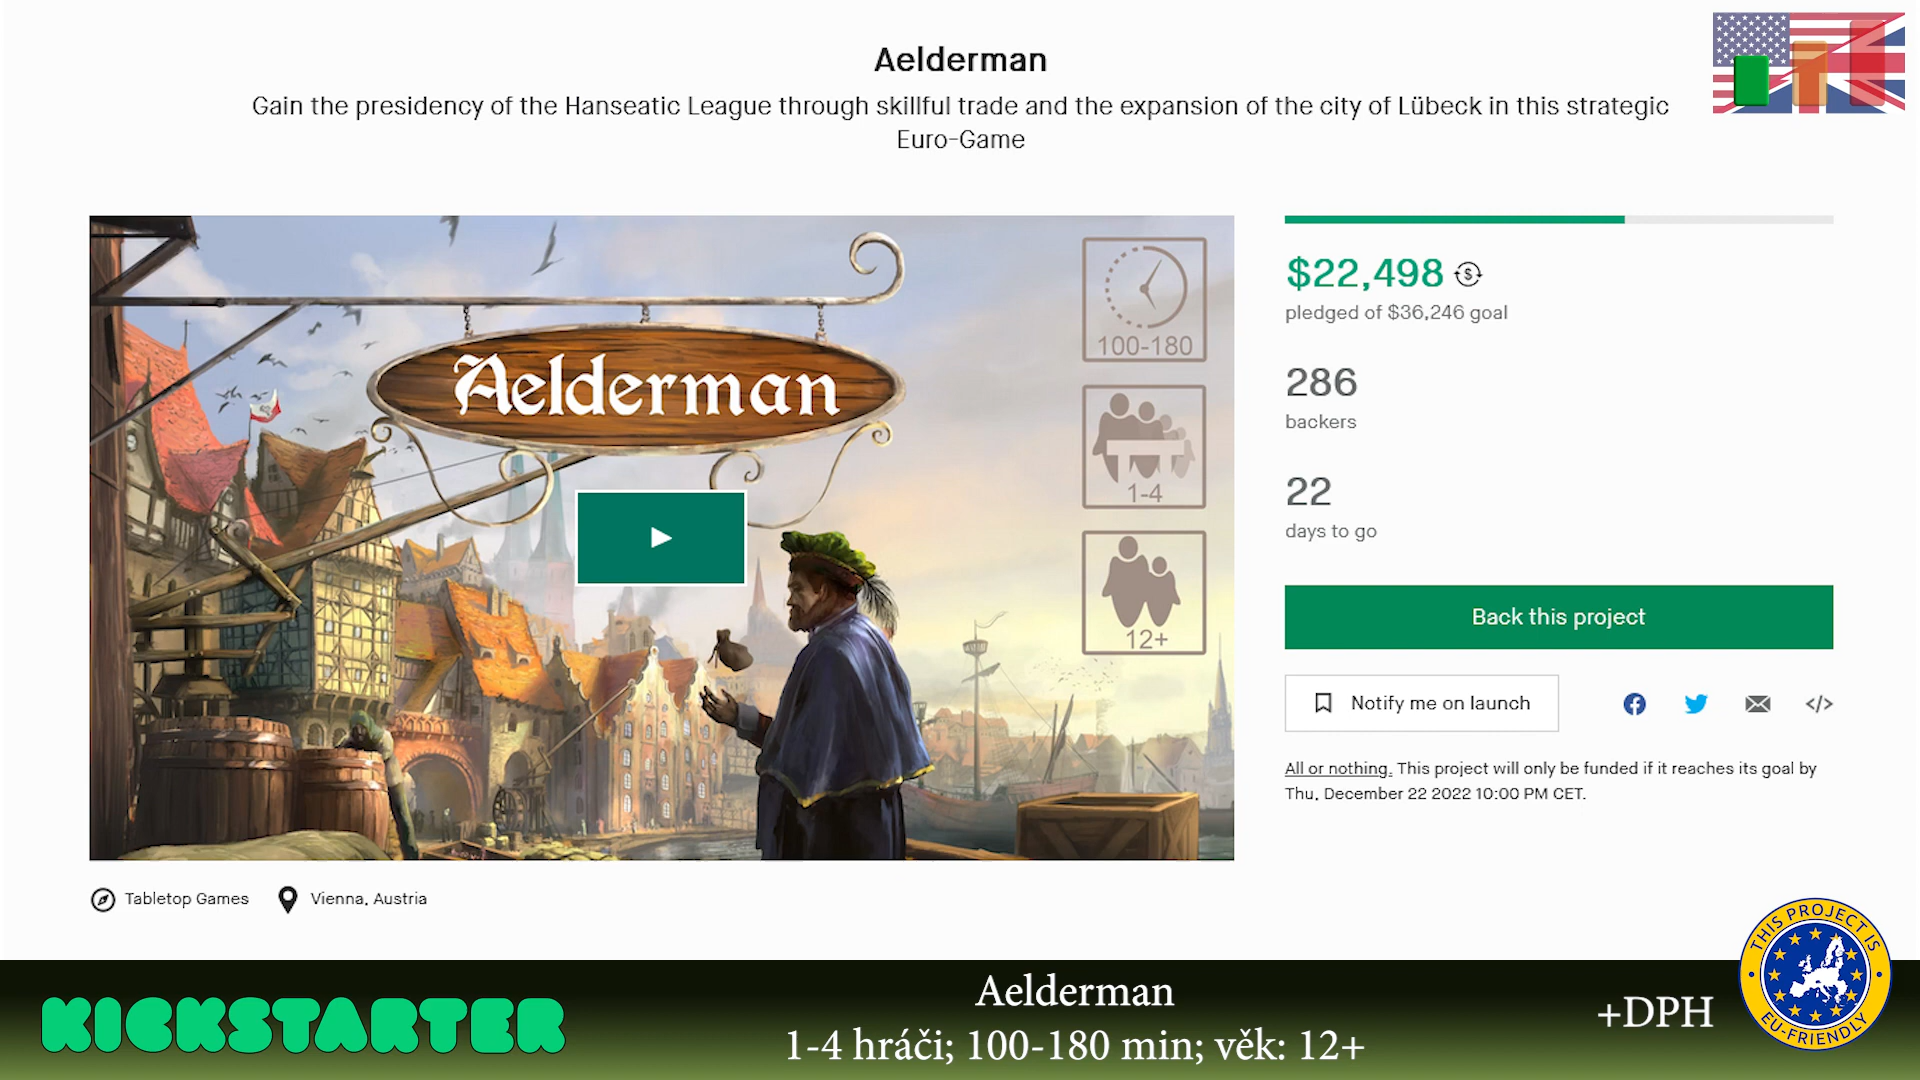 Aelderman
Gain the presidency of the Hanseatic League through skillful trade and the expansion of the city of Lübeck in this strategic
Euro-Game
Aelderman
100-180
1-4
12+
$22,498
pledged of $36,246 goal
286
backers
22
days to go
Back this project
Notify me on launch
All or nothing. This project will only be funded if it reaches its goal by
Thu, December 22 2022 10:00 PM CET.
Tabletop Games
Vienna, Austria
KICKSTARTER
Aelderman
1-4 hráči; 100-180 min; věk: 12+
+DPH
THIS PROJECT IS
EU-FRIENDLY